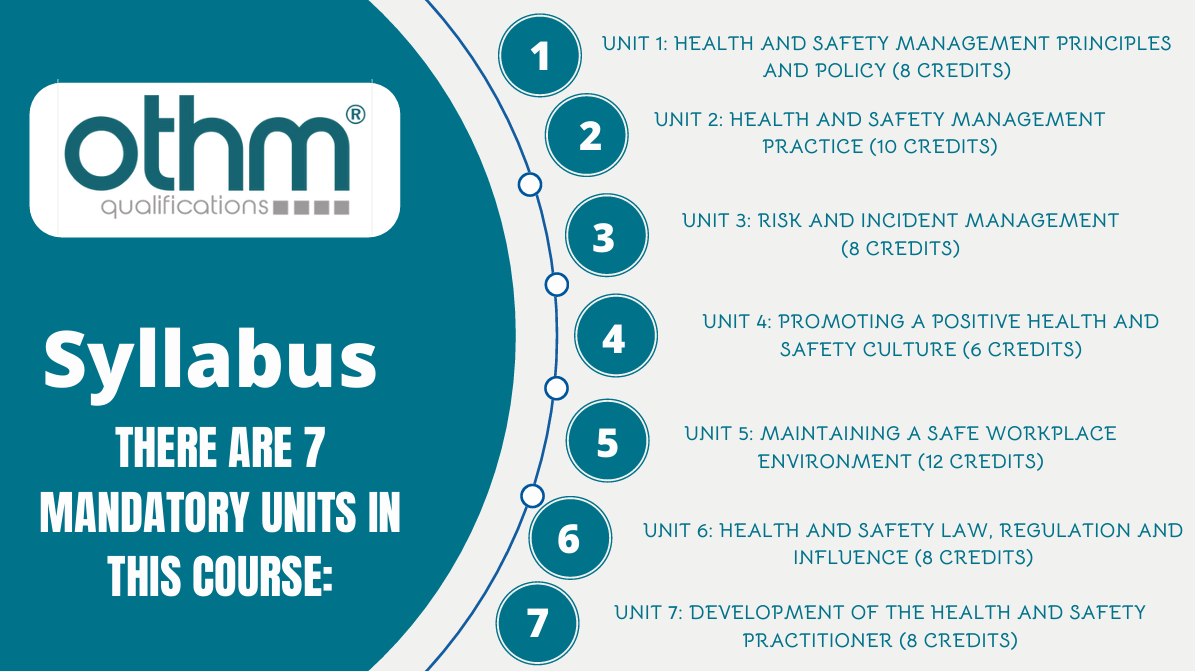 othm®
qualifications
Syllabus
THERE ARE 7
MANDATORY UNITS IN
THIS COURSE:
1
UNIT 1: HEALTH AND SAFETY MANAGEMENT PRINCIPLES
AND POLICY (8 CREDITS)
2
UNIT 2: HEALTH AND SAFETY MANAGEMENT
PRACTICE (10 CREDITS)
3
UNIT 3: RISK AND INCIDENT MANAGEMENT
(8 CREDITS)
4
UNIT 4: PROMOTING A POSITIVE HEALTH AND
SAFETY CULTURE (6 CREDITS)
5
UNIT 5: MAINTAINING A SAFE WORKPLACE
ENVIRONMENT (12 CREDITS)
6
UNIT 6: HEALTH AND SAFETY LAW, REGULATION AND
INFLUENCE (8 CREDITS)
7
UNIT 7: DEVELOPMENT OF THE HEALTH AND SAFETY
PRACTITIONER (8 CREDITS)